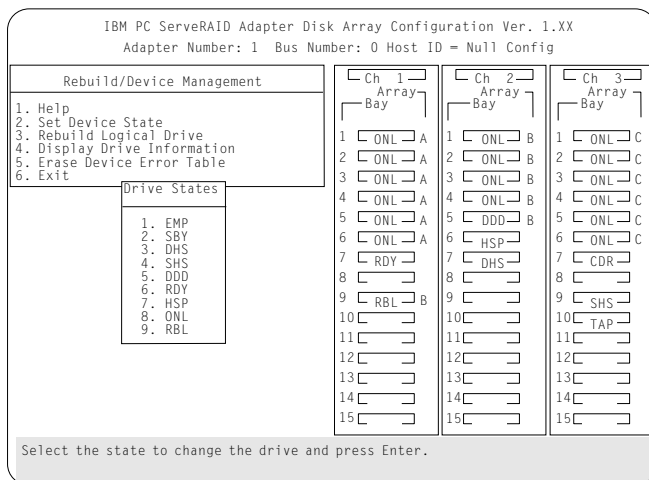 IBM PC ServeRAID Adapter Disk Array Configuration Ver. 1.XX
Adapter Number: 1 Bus Number: 0 Host ID = Null Config
Rebuild/Device Management
1. Help
2. Set Device State
3. Rebuild Logical Drive
4. Display Drive Information
5. Erase Device Error Table
6. Exit
Drive States
1. EMP
2. SBY
3. DHS
4. SHS
5. DDD
6. RDY
7. HSP
8. ONL
9. RBL
Ch 1
Array
Bay
1 ONL A
2 ONL A
3 ONL A
4 ONL A
5 ONL A
6 ONL A
7 RDY
8
9 RBL B
10
11
12
13
14
15
Ch 2
Array
Bay
1 ONL B
2 ONL B
3 ONL B
4 ONL B
5 DDD B
6 HSP
7 DHS
8
9
10
11
12
13
14
15
Ch 3
Array
Bay
1 ONL C
2 ONL C
3 ONL C
4 ONL C
5 ONL C
6 ONL C
7 CDR
8
9 SHS
10 TAP
11
12
13
14
15
Select the state to change the drive and press Enter.